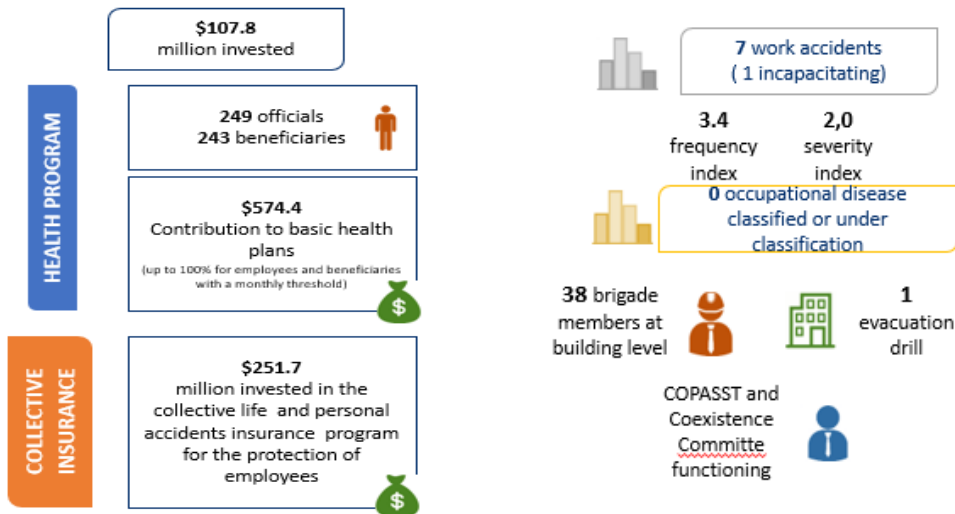 $107.8
million invested
HEALTH PROGRAM
249 officials
243 beneficiaries
$574.4
Contribution to basic health
plans
(up to 100% for employees and beneficiaries
with a monthly threshold)
$
COLLECTIVE
INSURANCE
$251.7
million invested in the
collective life and personal
accidents insurance program
for the protection of
employees
$
7 work accidents
( 1 incapacitating)
3.4
frequency
index
2,0
severity
index
0 occupational disease
classified or under
classification
38 brigade
members at
building level
1
evacuation
drill
COPASST and
Coexistence
Committe
functioning